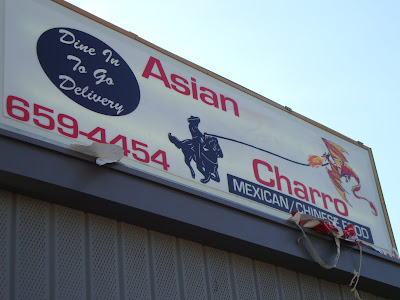 Dine In
To Go
Delivery
Asian
659-4454
Charro
MEXICAN/CHINESE FOOD